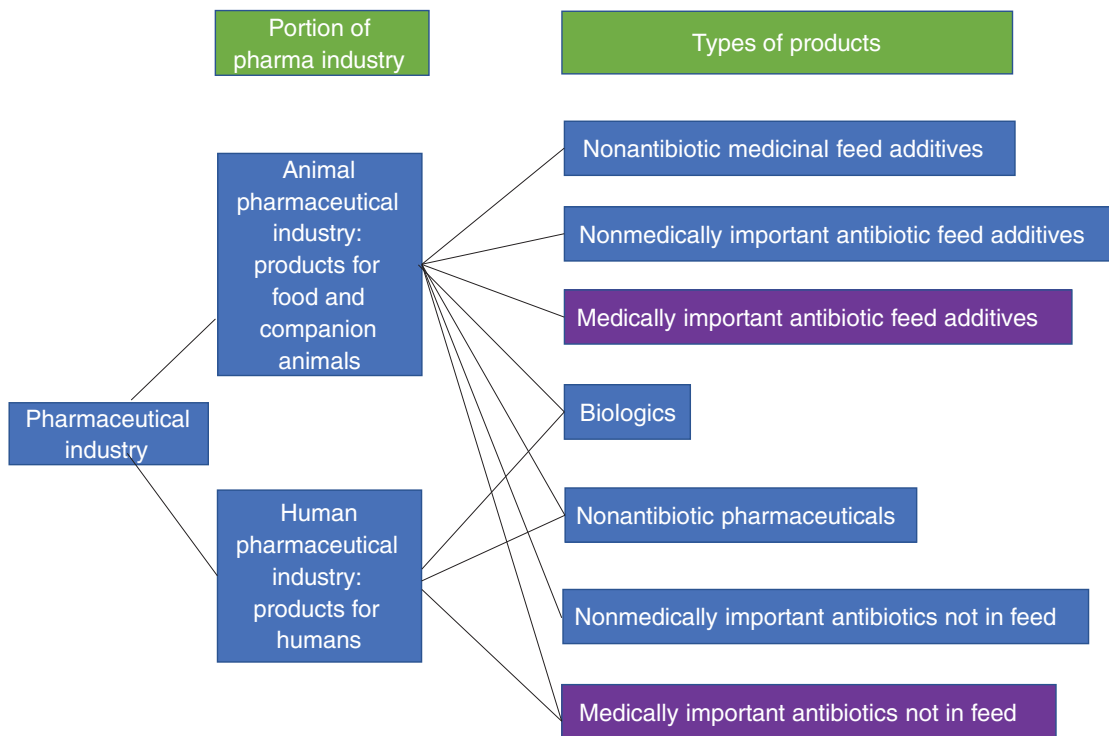 Portion of
pharma industry
Types of products
Animal
pharmaceutical
industry:
products for
food and
companion
animals
Pharmaceutical
industry
Human
pharmaceutical
industry:
products for
humans
Nonantibiotic medicinal feed additives
Nonmedically important antibiotic feed additives
Medically important antibiotic feed additives
Biologics
Nonantibiotic pharmaceuticals
Nonmedically important antibiotics not in feed
Medically important antibiotics not in feed